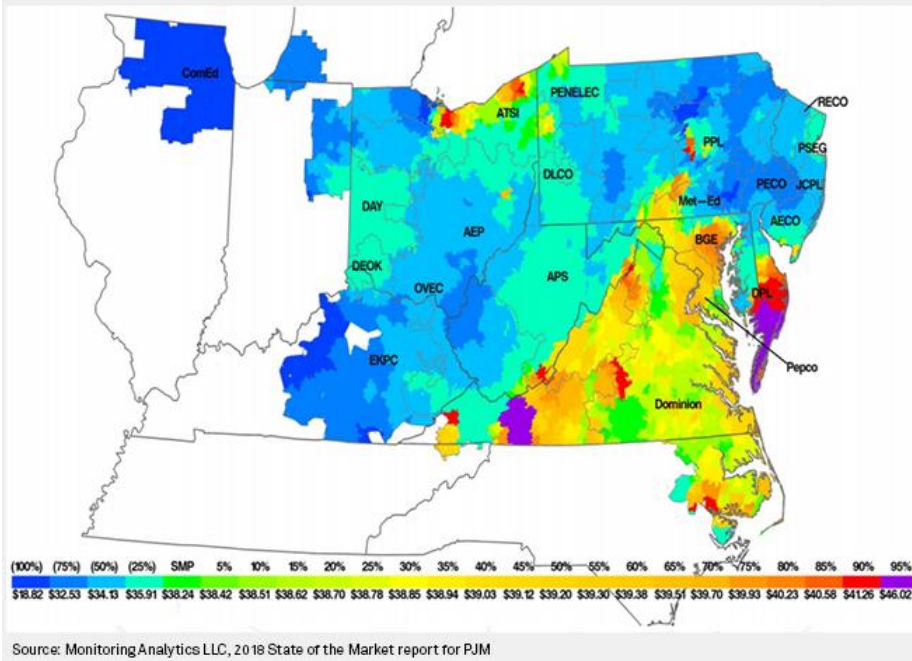 ComEd
RECO
PENELEC
ATSI
PPL
PSEG
DLCO
PECO
JCPL
Met-Ed
DAY
AECO
AEP
BGE
DEOK
APS
OVEC
DPL
EKPC
Pepco
Dominion
(100%) (75%) (50%) (25%) SMP 5% 10% 15% 20% 25% 30% 35% 40% 45% 50% 55% 60% 65% 70% 75% 80% 85% 90% 95%
$18.82 $32.53 $34.13 $35.91 $38.24 $38.42 $38.51 $38.62 $38.70 $38.78 $38.85 $38.94 $39.03 $39.12 $39.20 $39.30 $39.38 $39.51 $39.70 $39.93 $40.23 $40.58 $41.26 $46.02
Source: Monitoring Analytics LLC, 2018 State of the Market report for PJM